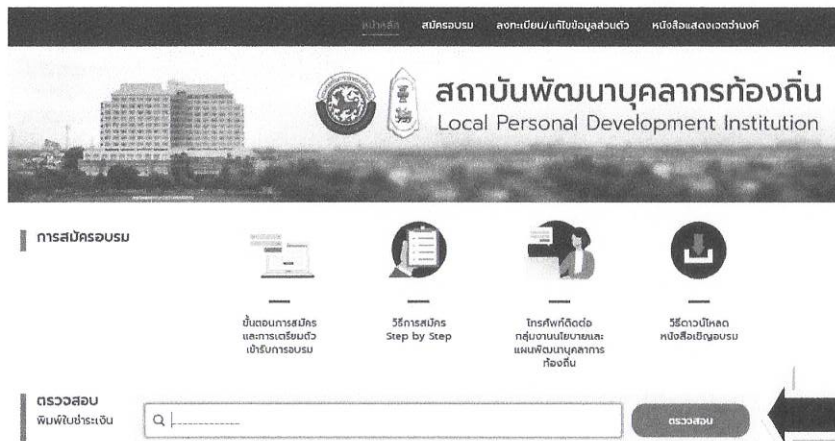 หน้าหลัก สมัครอบรม ลงทะเบียน/แก้ไขข้อมูลส่วนตัว หนังสือแสดงเจตจำนงค์
สถาบันพัฒนาบุคลากรท้องถิ่น
Local Personal Development Institution
การสมัครอบรม
ขั้นตอนการสมัคร
และการเตรียมตัว
เข้ารับการอบรม
วิธีการสมัคร
Step by Step
โทรศัพท์ติดต่อ
กลุ่มงานนโยบายและ
แผนพัฒนาบุคลาการ
ท้องถิ่น
วิธีดาวน์โหลด
หนังสือเชิญอบรม
ตรวจสอบ
พิมพ์ใบชำระเงิน
ตรวจสอบ